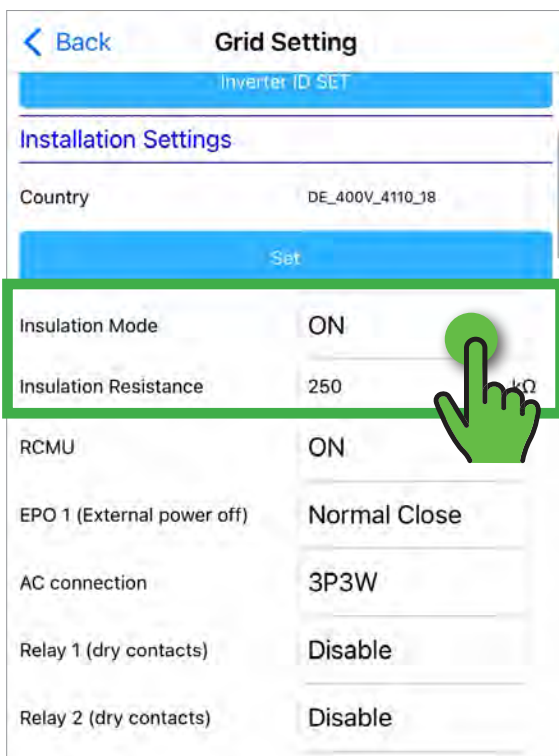 Back Grid Setting
Inverter ID SET
Installation Settings
Country DE_400V_4110_18
Set
Insulation Mode ON
Insulation Resistance 250 kΩ
RCMU ON
EPO 1 (External power off) Normal Close
AC connection 3P3W
Relay 1 (dry contacts) Disable
Relay 2 (dry contacts) Disable